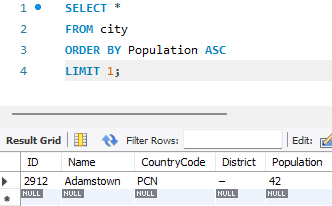 1 SELECT *
2 FROM city
3 ORDER BY Population ASC
4 LIMIT 1;
Result Grid Filter Rows: Edit:
ID Name CountryCode District Population
2912 Adamstown PCN – 42
NULL NULL NULL NULL NULL